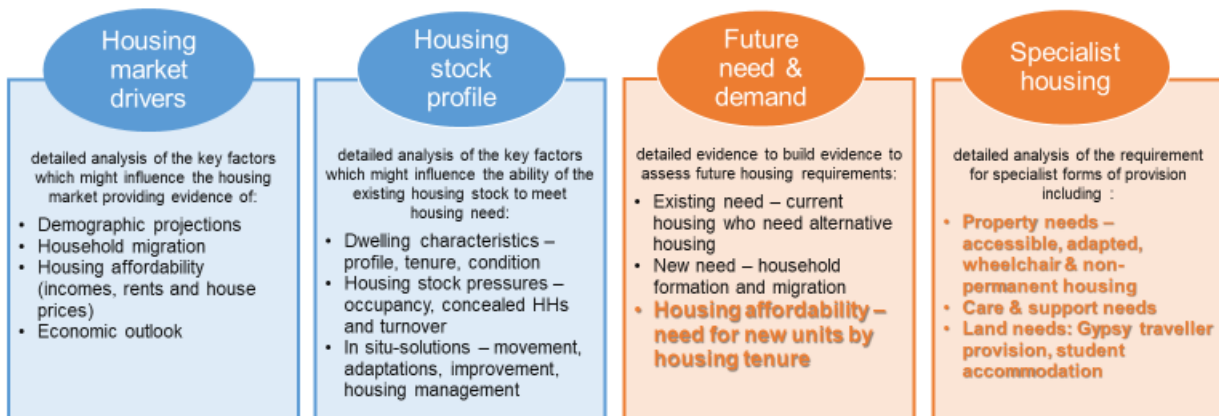 Housing
market
drivers
detailed analysis of the key factors
which might influence the housing
market providing evidence of:
• Demographic projections
• Household migration
• Housing affordability
(incomes, rents and house
prices)
• Economic outlook
Housing
stock
profile
detailed analysis of the key factors
which might influence the ability of the
existing housing stock to meet
housing need:
• Dwelling characteristics –
profile, tenure, condition
• Housing stock pressures –
occupancy, concealed HHs
and turnover
• In situ-solutions – movement,
adaptations, improvement,
housing management
Future
need &
demand
detailed evidence to build evidence to
assess future housing requirements:
• Existing need – current
housing who need alternative
housing
• New need – household
formation and migration
• Housing affordability –
need for new units by
housing tenure
Specialist
housing
detailed analysis of the requirement
for specialist forms of provision
including :
• Property needs –
accessible, adapted,
wheelchair & non-
permanent housing
• Care & support needs
• Land needs: Gypsy traveller
provision, student
accommodation